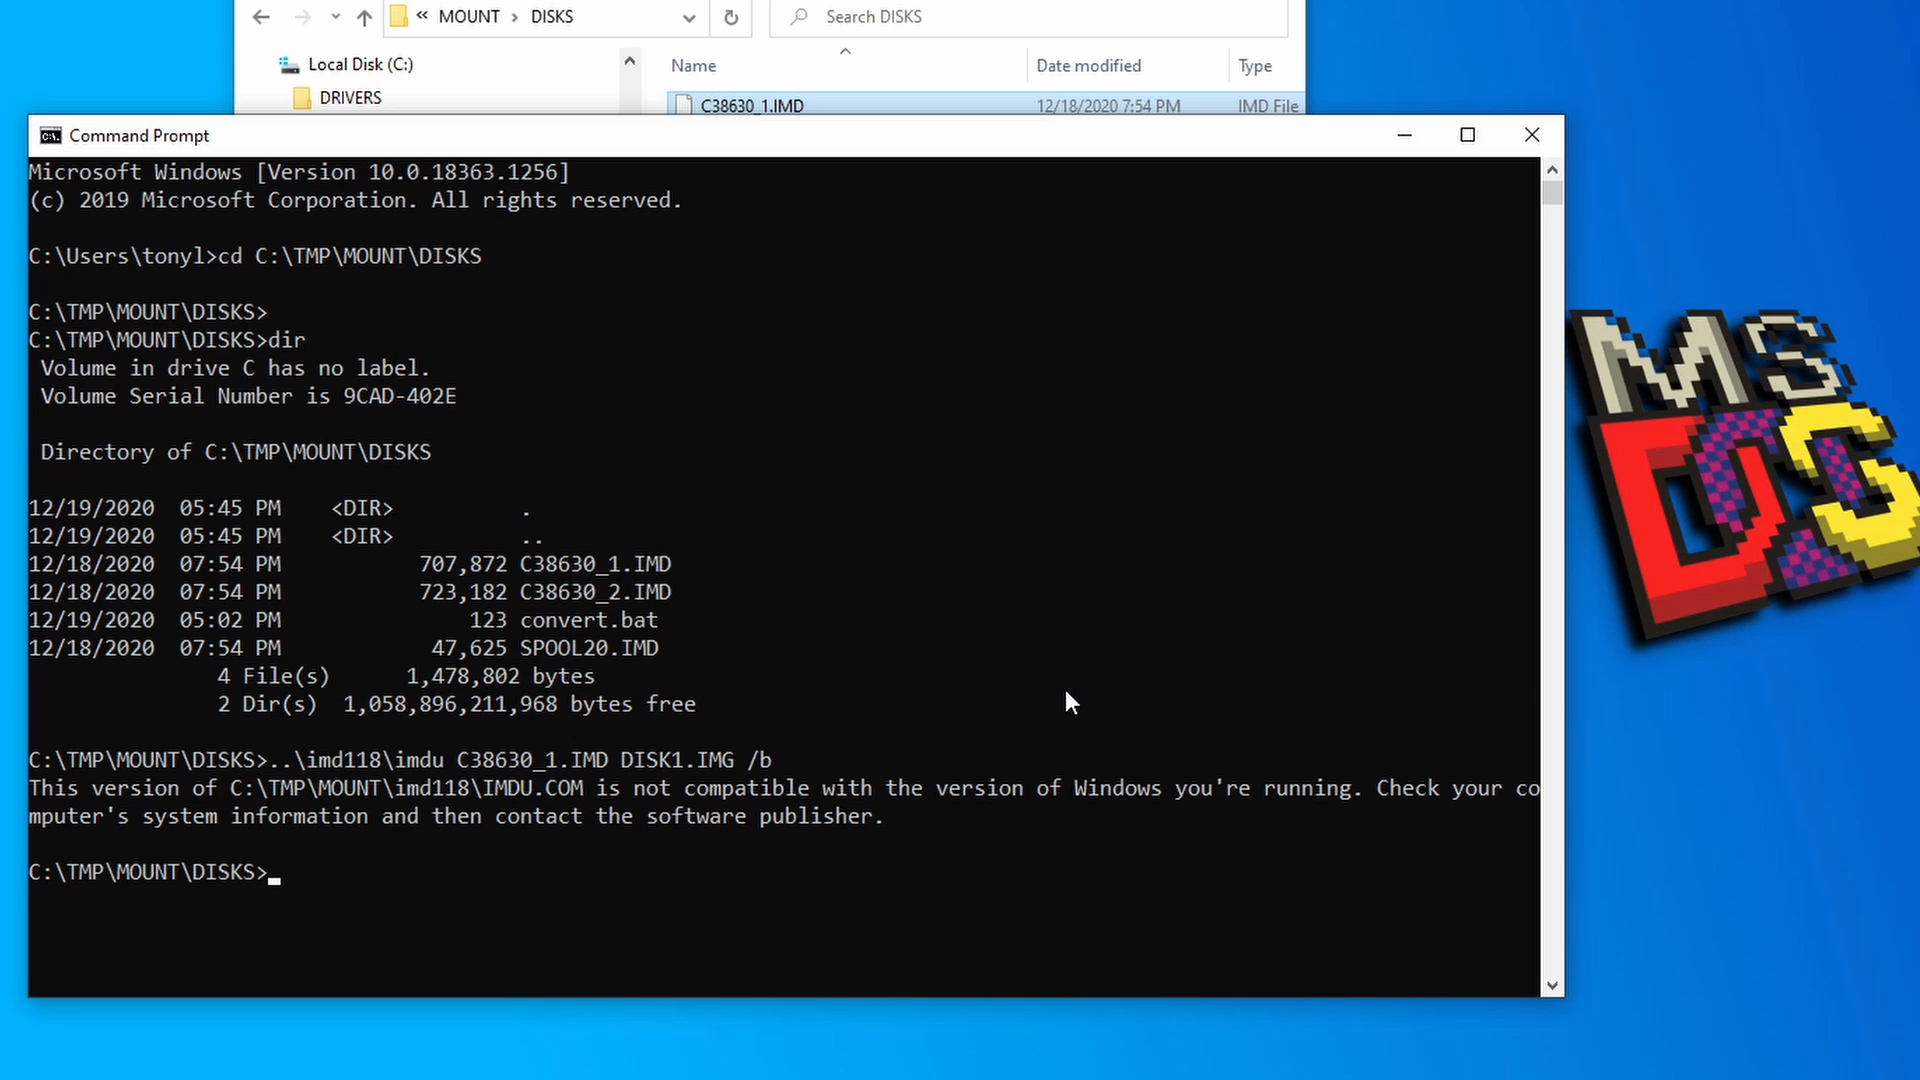 « MOUNT > DISKS
Search DISKS
Local Disk (C:)
DRIVERS
Name Date modified Type
C38630_1.IMD 12/18/2020 7:54 PM IMD File
Command Prompt
Microsoft Windows [Version 10.0.18363.1256]
(c) 2019 Microsoft Corporation. All rights reserved.
C:\Users\tonyl>cd C:\TMP\MOUNT\DISKS
C:\TMP\MOUNT\DISKS>
C:\TMP\MOUNT\DISKS>dir
Volume in drive C has no label.
Volume Serial Number is 9CAD-402E
Directory of C:\TMP\MOUNT\DISKS
12/19/2020 05:45 PM <DIR> .
12/19/2020 05:45 PM <DIR> ..
12/18/2020 07:54 PM 707,872 C38630_1.IMD
12/18/2020 07:54 PM 723,182 C38630_2.IMD
12/19/2020 05:02 PM 123 convert.bat
12/18/2020 07:54 PM 47,625 SPOOL20.IMD
4 File(s) 1,478,802 bytes
2 Dir(s) 1,058,896,211,968 bytes free
C:\TMP\MOUNT\DISKS>..\imd118\imdu C38630_1.IMD DISK1.IMG /b
This version of C:\TMP\MOUNT\imd118\IMDU.COM is not compatible with the version of Windows you're running. Check your co
mputer's system information and then contact the software publisher.
C:\TMP\MOUNT\DISKS>
MS
DOS